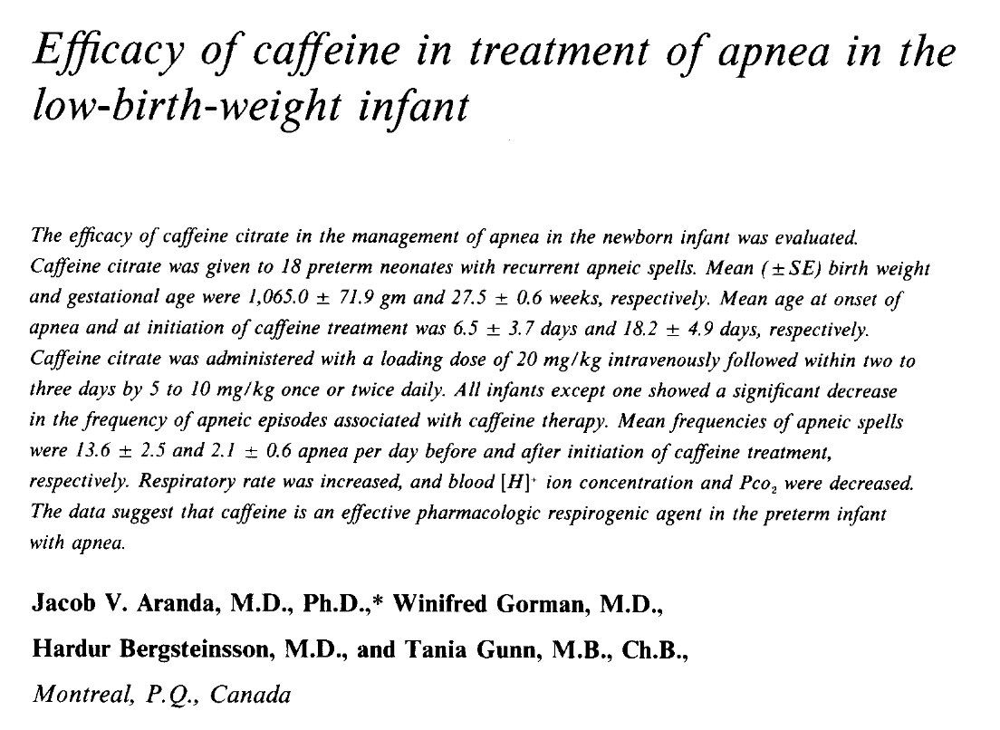 Efficacy of caffeine in treatment of apnea in the
low-birth-weight infant
The efficacy of caffeine citrate in the management of apnea in the newborn infant was evaluated.
Caffeine citrate was given to 18 preterm neonates with recurrent apneic spells. Mean (±SE) birth weight
and gestational age were 1,065.0 ± 71.9 gm and 27.5 ± 0.6 weeks, respectively. Mean age at onset of
apnea and at initiation of caffeine treatment was 6.5 ± 3.7 days and 18.2 ± 4.9 days, respectively.
Caffeine citrate was administered with a loading dose of 20 mg/kg intravenously followed within two to
three days by 5 to 10 mg/kg once or twice daily. All infants except one showed a significant decrease
in the frequency of apneic episodes associated with caffeine therapy. Mean frequencies of apneic spells
were 13.6 ± 2.5 and 2.1 ± 0.6 apnea per day before and after initiation of caffeine treatment,
respectively. Respiratory rate was increased, and blood [H]⁺ ion concentration and Pco₂ were decreased.
The data suggest that caffeine is an effective pharmacologic respirogenic agent in the preterm infant
with apnea.
Jacob V. Aranda, M.D., Ph.D.,* Winifred Gorman, M.D.,
Hardur Bergsteinsson, M.D., and Tania Gunn, M.B., Ch.B.,
Montreal, P.Q., Canada